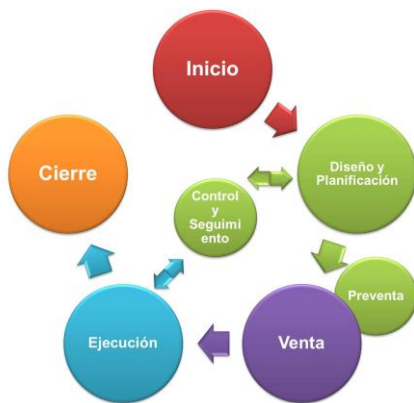 Inicio
Diseño y
Planificación
Cierre
Control
y
Seguimi
ento
Preventa
Venta
Ejecución